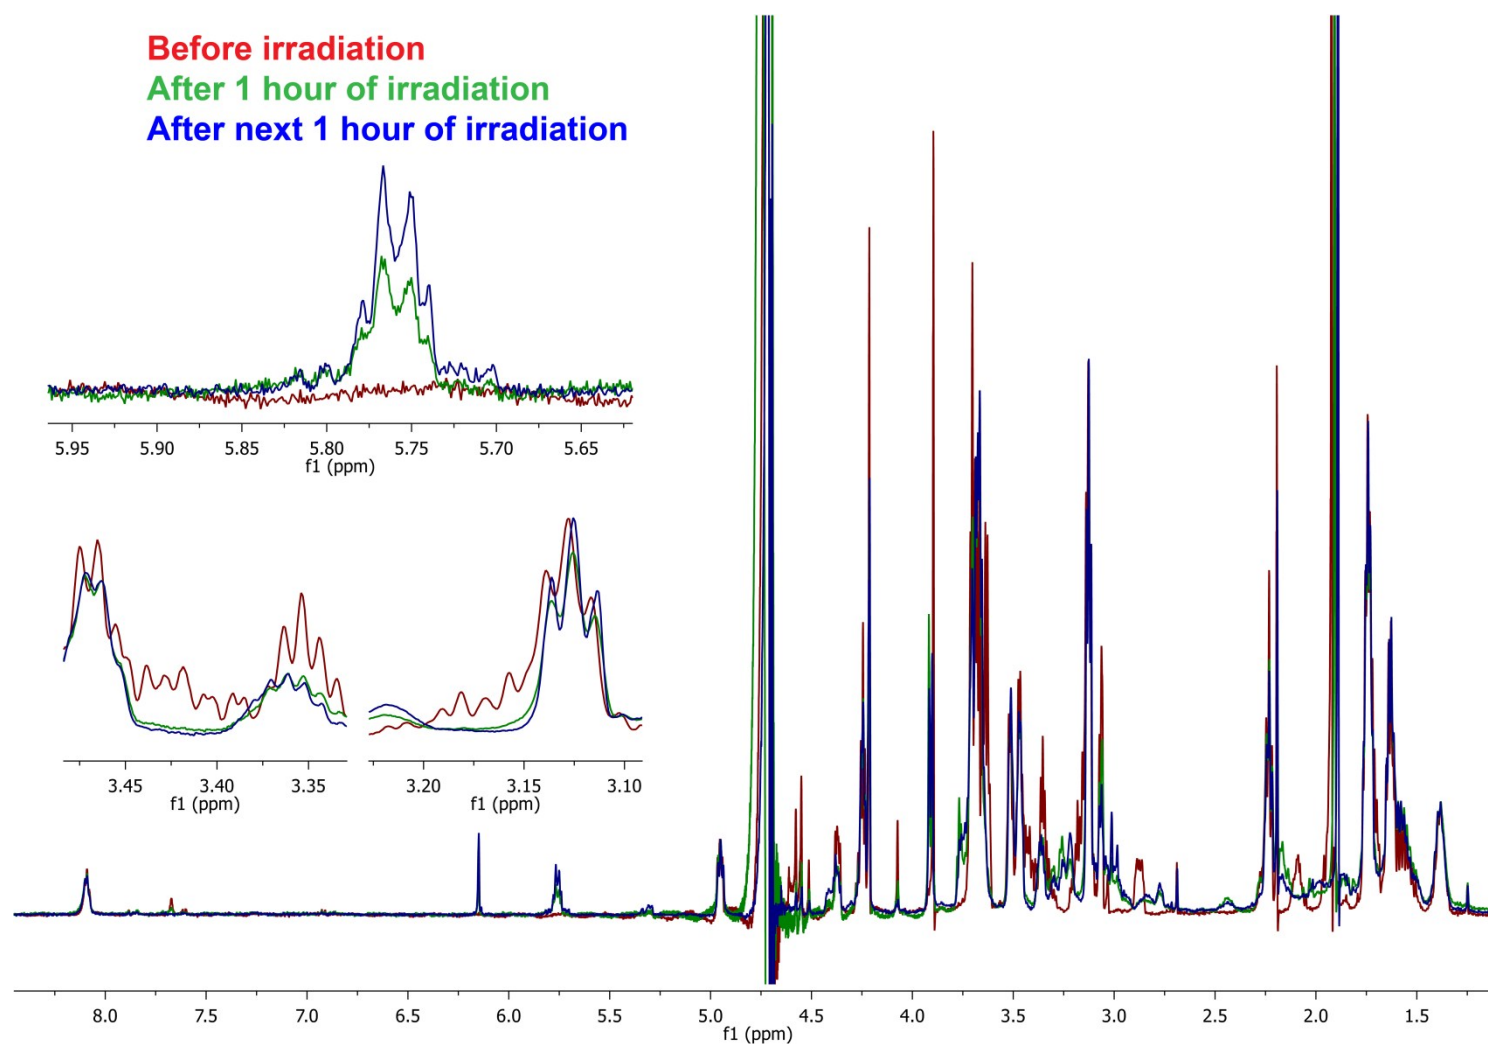 Before irradiation
After 1 hour of irradiation
After next 1 hour of irradiation
5.95 5.90 5.85 5.80 5.75 5.70 5.65
f1 (ppm)
3.45 3.40 3.35 3.20 3.15 3.10
f1 (ppm) f1 (ppm)
8.0 7.5 7.0 6.5 6.0 5.5 5.0 4.5 4.0 3.5 3.0 2.5 2.0 1.5
f1 (ppm)